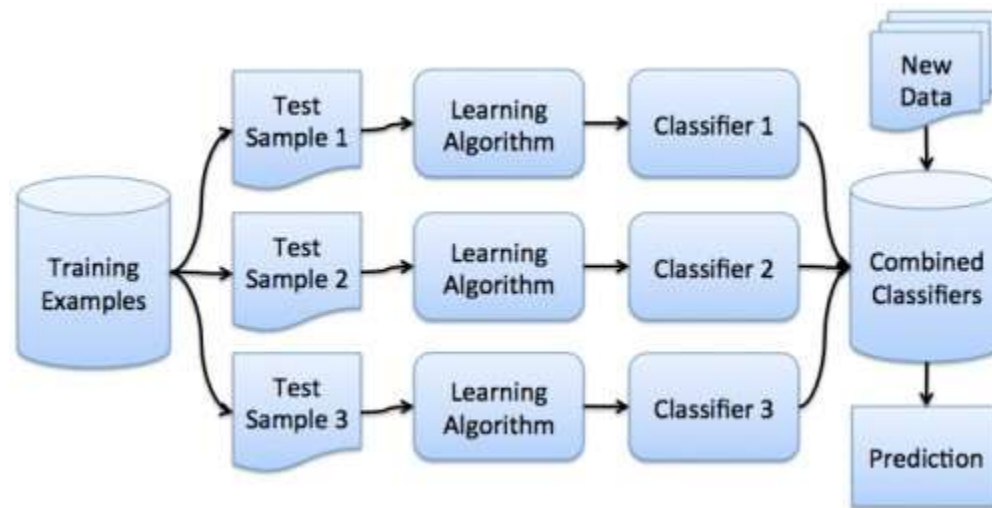 Training
Examples
Test
Sample 1
Learning
Algorithm
Classifier 1
Test
Sample 2
Learning
Algorithm
Classifier 2
Test
Sample 3
Learning
Algorithm
Classifier 3
New
Data
Combined
Classifiers
Prediction